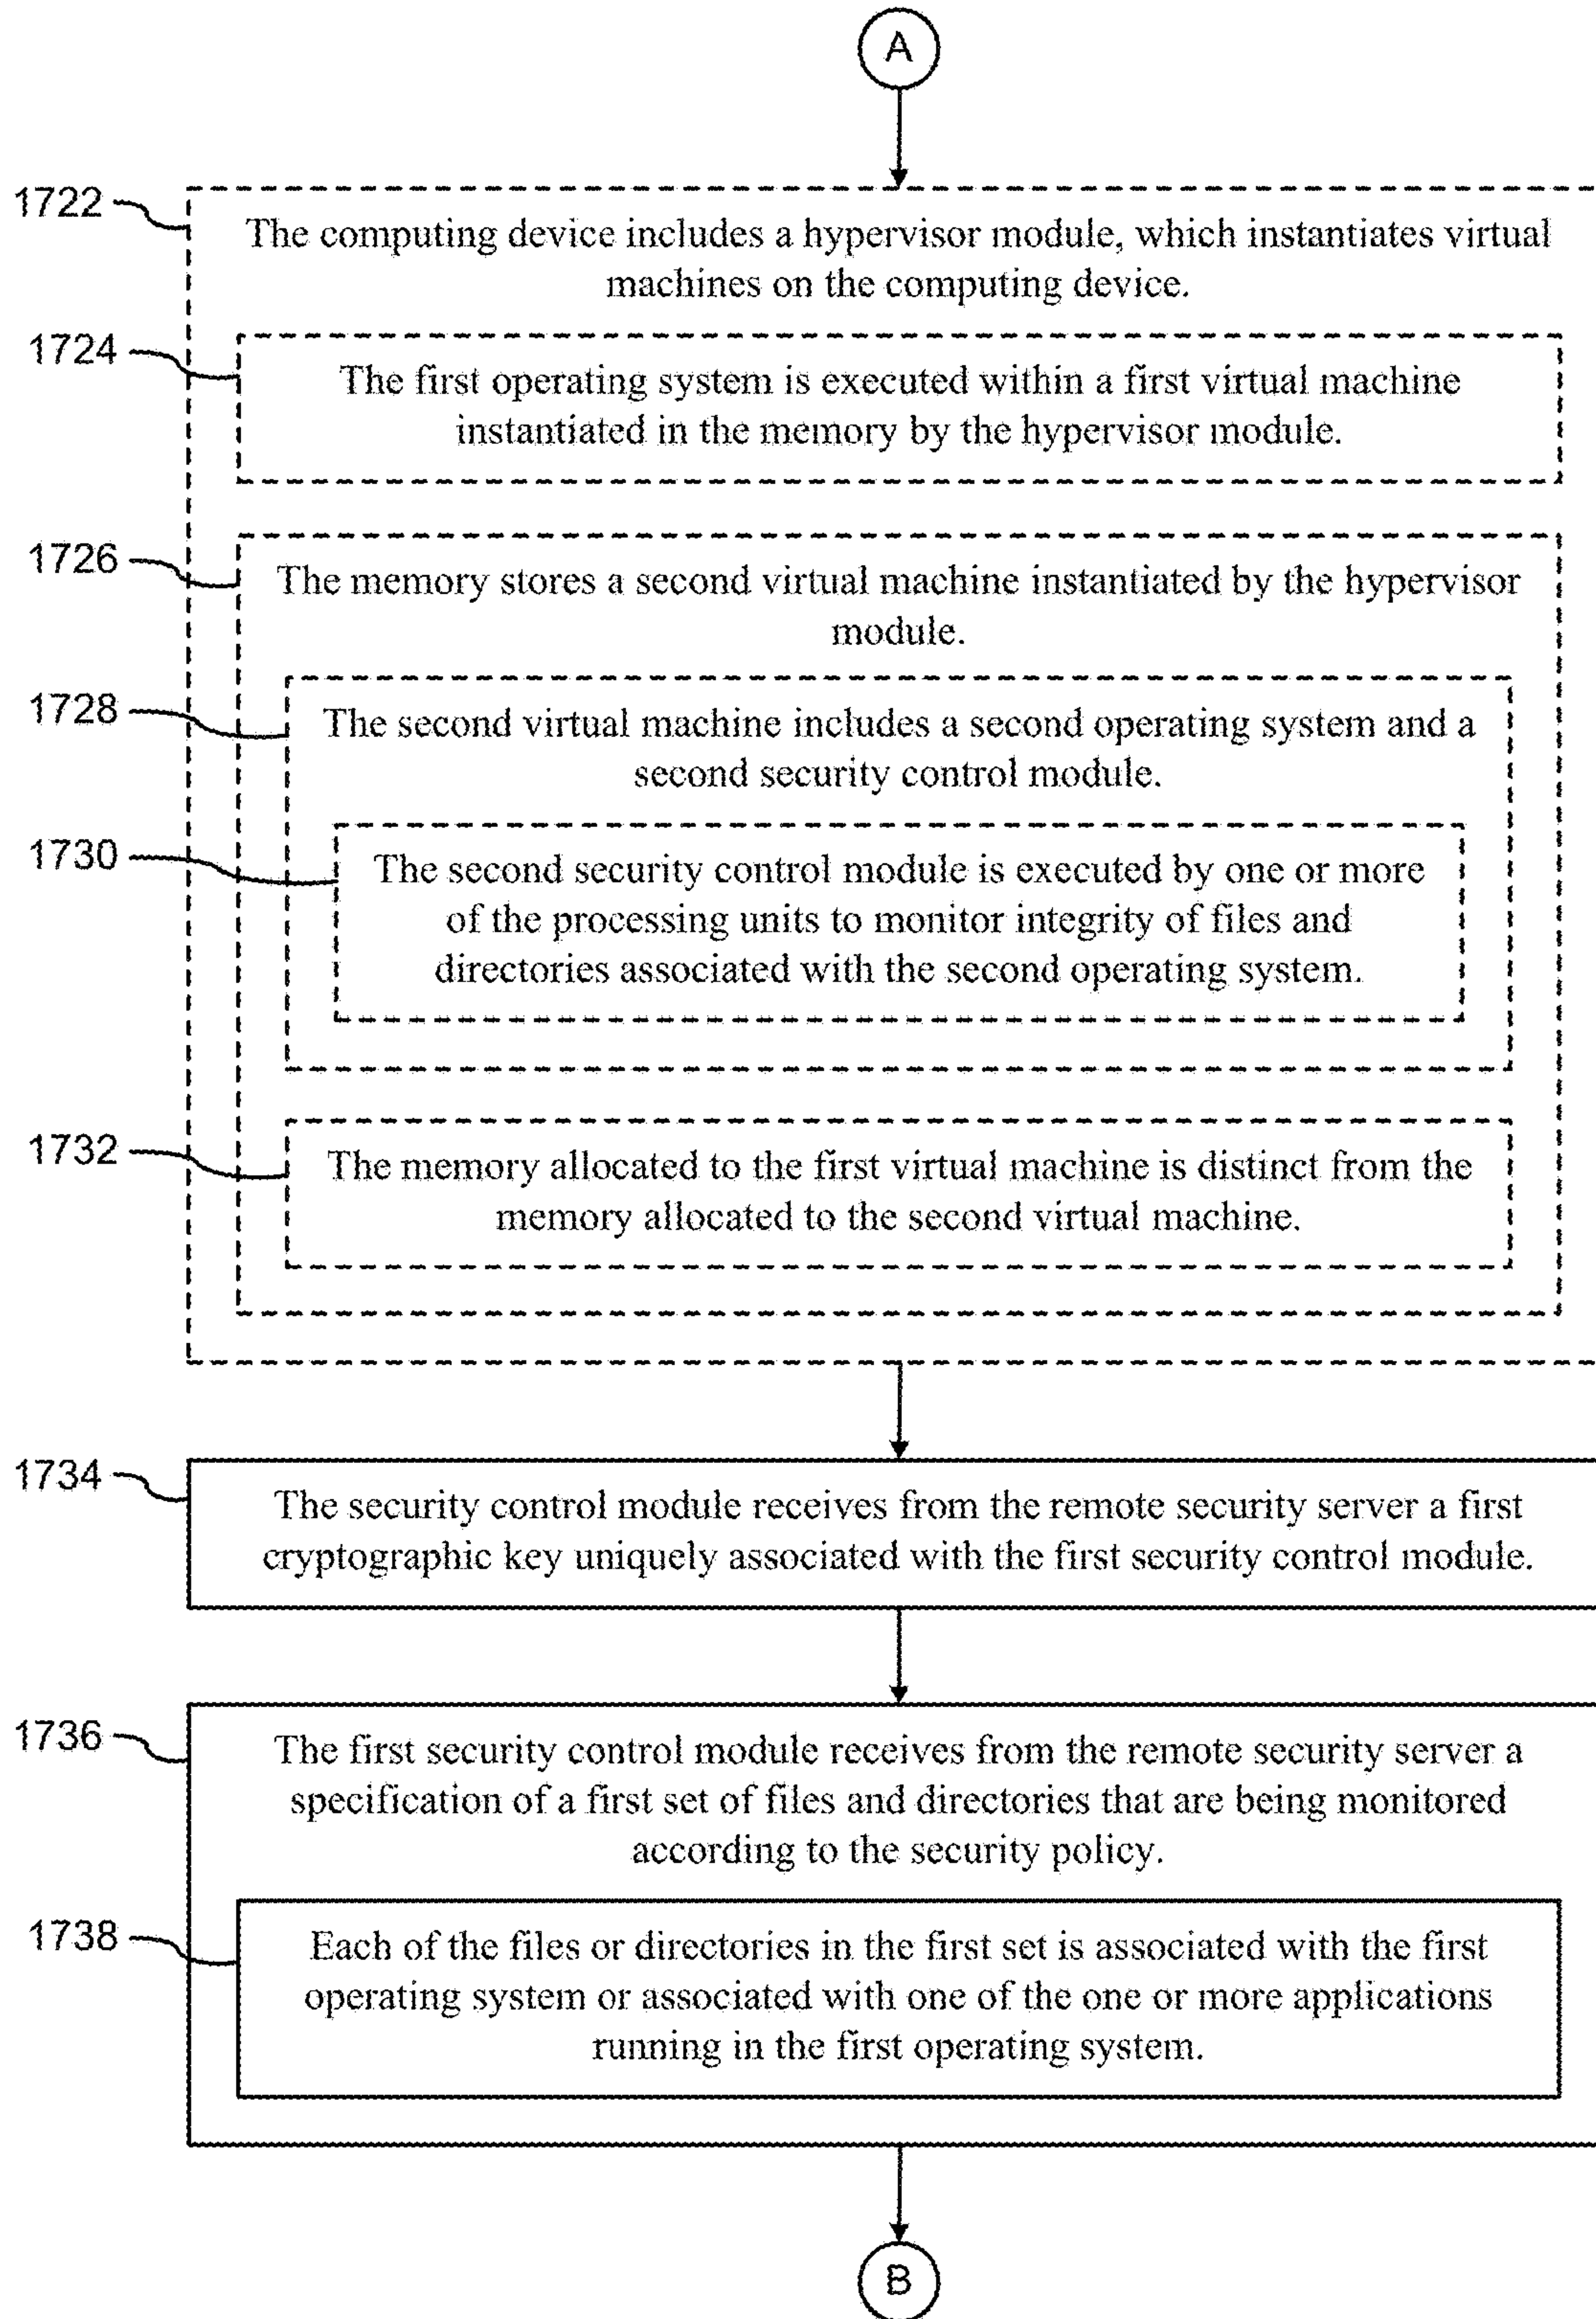 A
1722
The computing device includes a hypervisor module, which instantiates virtual
machines on the computing device.
1724
The first operating system is executed within a first virtual machine
instantiated in the memory by the hypervisor module.
1726
The memory stores a second virtual machine instantiated by the hypervisor
module.
1728
The second virtual machine includes a second operating system and a
second security control module.
1730
The second security control module is executed by one or more
of the processing units to monitor integrity of files and
directories associated with the second operating system.
1732
The memory allocated to the first virtual machine is distinct from the
memory allocated to the second virtual machine.
1734
The security control module receives from the remote security server a first
cryptographic key uniquely associated with the first security control module.
1736
The first security control module receives from the remote security server a
specification of a first set of files and directories that are being monitored
according to the security policy.
1738
Each of the files or directories in the first set is associated with the first
operating system or associated with one of the one or more applications
running in the first operating system.
B